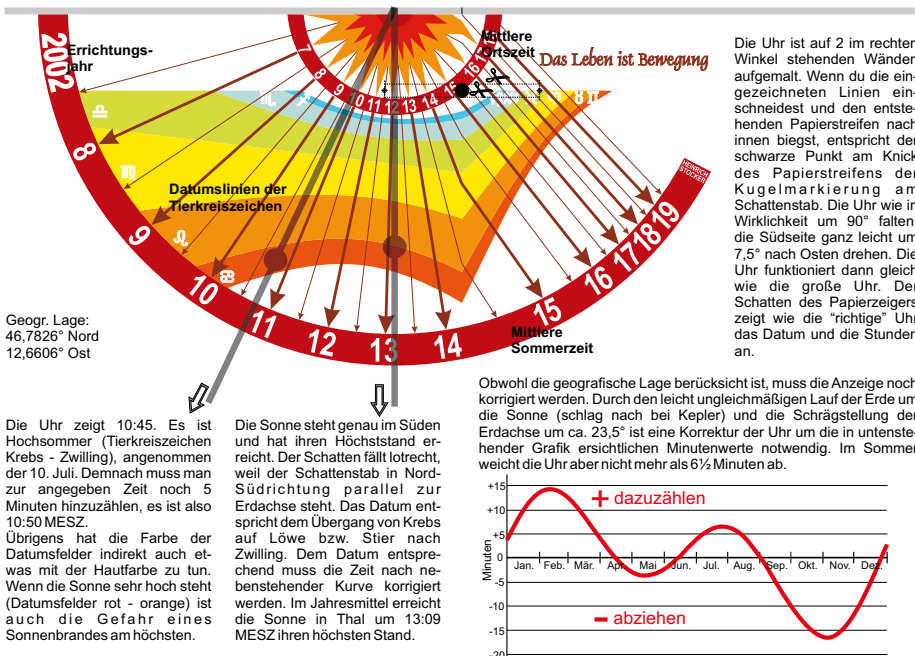 2002
Errichtungs-
jahr
7
8
9
10
11
12
13
14
15
16
Mittlere
Ortszeit
Das Leben ist Bewegung
Datumslinien der
Tierkreiszeichen
8
9
10
11
12
13
14
15
16
17
18
19
HEINRICH
STOCKER
Mittlere
Sommerzeit
Geogr. Lage:
46,7826° Nord
12,6606° Ost
Die Uhr ist auf 2 im rechten
Winkel stehenden Wänden
aufgemalt. Wenn du die ein-
gezeichneten Linien ein-
schneidest und den entste-
henden Papierstreifen nach
innen biegst, entspricht der
schwarze Punkt am Knick
des Papierstreifens der
Kugelmarkierung am
Schattenstab. Die Uhr wie in
Wirklichkeit um 90° falten,
die Südseite ganz leicht um
7,5° nach Osten drehen. Die
Uhr funktioniert dann gleich
wie die große Uhr. Der
Schatten des Papierzeigers
zeigt wie die "richtige" Uhr
das Datum und die Stunden
an.
Die Uhr zeigt 10:45. Es ist
Hochsommer (Tierkreiszeichen
Krebs - Zwilling), angenommen
der 10. Juli. Demnach muss man
zur angegeben Zeit noch 5
Minuten hinzuzählen, es ist also
10:50 MESZ.
Übrigens hat die Farbe der
Datumsfelder indirekt auch et-
was mit der Hautfarbe zu tun.
Wenn die Sonne sehr hoch steht
(Datumsfelder rot - orange) ist
auch die Gefahr eines
Sonnenbrandes am höchsten.
Die Sonne steht genau im Süden
und hat ihren Höchststand er-
reicht. Der Schatten fällt lotrecht,
weil der Schattenstab in Nord-
Südrichtung parallel zur
Erdachse steht. Das Datum ent-
spricht dem Übergang von Krebs
auf Löwe bzw. Stier nach
Zwilling. Dem Datum entspre-
chend muss die Zeit nach ne-
benstehender Kurve korrigiert
werden. Im Jahresmittel erreicht
die Sonne in Thal um 13:09
MESZ ihren höchsten Stand.
Obwohl die geografische Lage berücksicht ist, muss die Anzeige noch
korrigiert werden. Durch den leicht ungleichmäßigen Lauf der Erde um
die Sonne (schlag nach bei Kepler) und die Schrägstellung der
Erdachse um ca. 23,5° ist eine Korrektur der Uhr um die in untenste-
hender Grafik ersichtlichen Minutenwerte notwendig. Im Sommer
weicht die Uhr aber nicht mehr als 6½ Minuten ab.
Minuten
+15
+10
+5
0
-5
-10
-15
-20
+ dazuzählen
Jan. Feb. März Apr. Mai Jun. Jul. Aug. Sep. Okt. Nov. Dez.
- abziehen